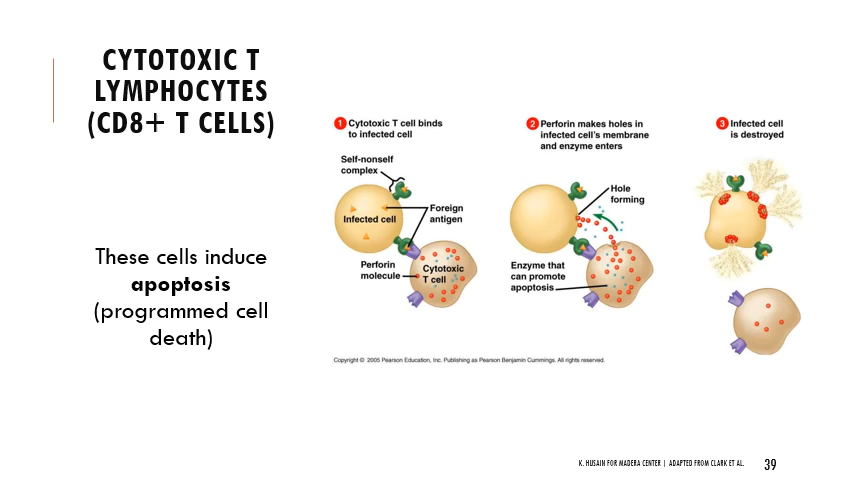 CYTOTOXIC T
LYMPHOCYTES
(CD8+ T CELLS)
These cells induce
apoptosis
(programmed cell
death)
1 Cytotoxic T cell binds
to infected cell
Self-nonself
complex
Infected cell
Foreign
antigen
Perforin
molecule
Cytotoxic
T cell
2 Perforin makes holes in
infected cell's membrane
and enzyme enters
Hole
forming
Enzyme that
can promote
apoptosis
3 Infected cell
is destroyed
Copyright © 2005 Pearson Education, Inc. Publishing as Pearson Benjamin Cummings. All rights reserved.
K. HUSAIN FOR MADERA CENTER | ADAPTED FROM CLARK ET AL.
39